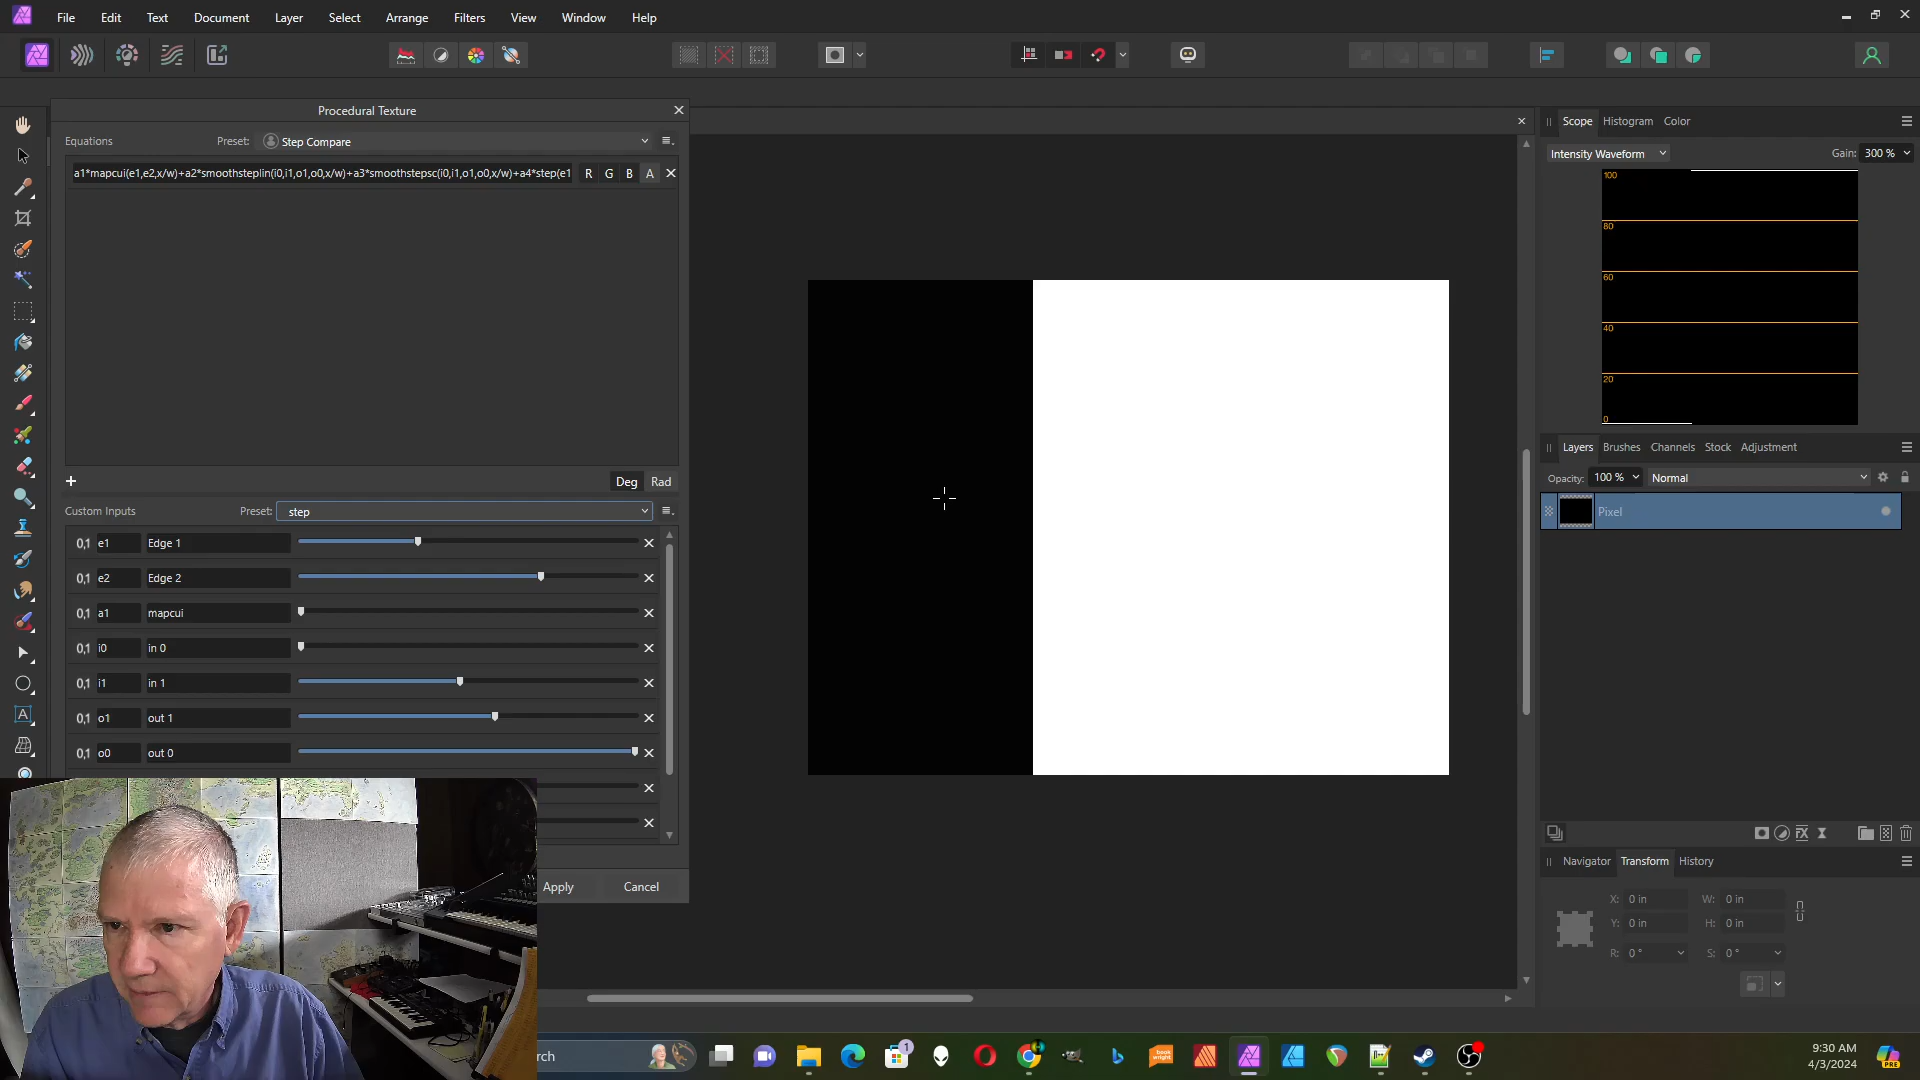 File Edit Text Document Layer Select Arrange Filters View Window Help
Procedural Texture
Equations Preset: Step Compare
a1*mapcui(e1,e2,x/w)+a2*smoothsteplin(i0,i1,o1,o0,x/w)+a3*smoothstepsc(i0,i1,o1,o0,x/w)+a4*step(e1 R G B A
Deg Rad
Custom Inputs Preset: step
0,1 e1 Edge 1
0,1 e2 Edge 2
0,1 a1 mapcui
0,1 i0 in 0
0,1 i1 in 1
0,1 o1 out 1
0,1 o0 out 0
Apply Cancel
Scope Histogram Color
Intensity Waveform Gain: 300 %
100
80
60
40
20
0
Layers Brushes Channels Stock Adjustment
Opacity: 100 % Normal
Pixel
Navigator Transform History
X: 0 in W: 0 in
Y: 0 in H: 0 in
R: 0 ° S: 0 °
rch
1
book
wright
PRE
9:30 AM
4/3/2024